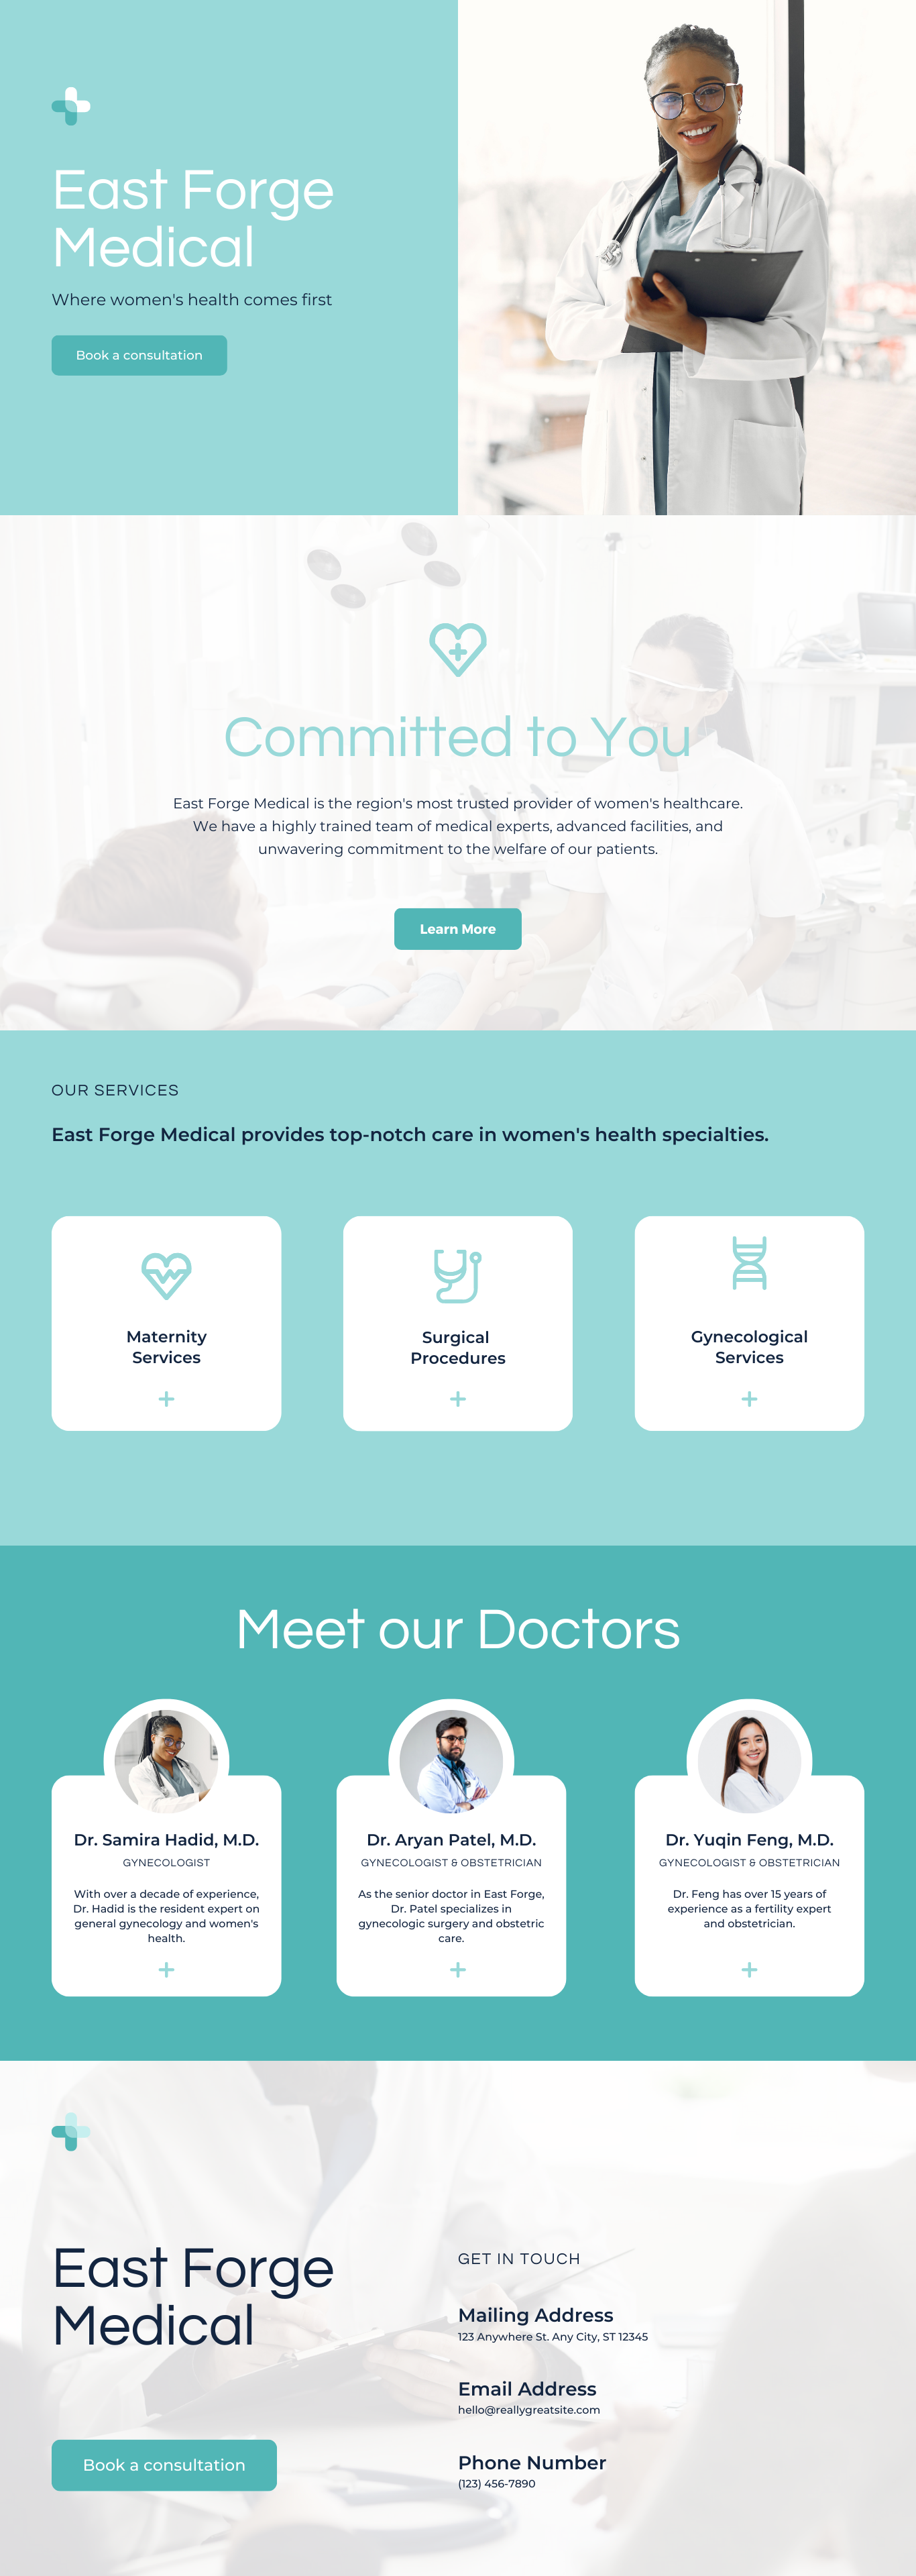 East Forge
Medical
Where women's health comes first
Book a consultation
Committed to You
East Forge Medical is the region's most trusted provider of women's healthcare.
We have a highly trained team of medical experts, advanced facilities, and
unwavering commitment to the welfare of our patients.
Learn More
OUR SERVICES
East Forge Medical provides top-notch care in women's health specialties.
Maternity
Services
Surgical
Procedures
Gynecological
Services
Meet our Doctors
Dr. Samira Hadid, M.D.
GYNECOLOGIST
With over a decade of experience,
Dr. Hadid is the resident expert on
general gynecology and women's
health.
Dr. Aryan Patel, M.D.
GYNECOLOGIST & OBSTETRICIAN
As the senior doctor in East Forge,
Dr. Patel specializes in
gynecologic surgery and obstetric
care.
Dr. Yuqin Feng, M.D.
GYNECOLOGIST & OBSTETRICIAN
Dr. Feng has over 15 years of
experience as a fertility expert
and obstetrician.
East Forge
Medical
Book a consultation
GET IN TOUCH
Mailing Address
123 Anywhere St. Any City, ST 12345
Email Address
hello@reallygreatsite.com
Phone Number
(123) 456-7890